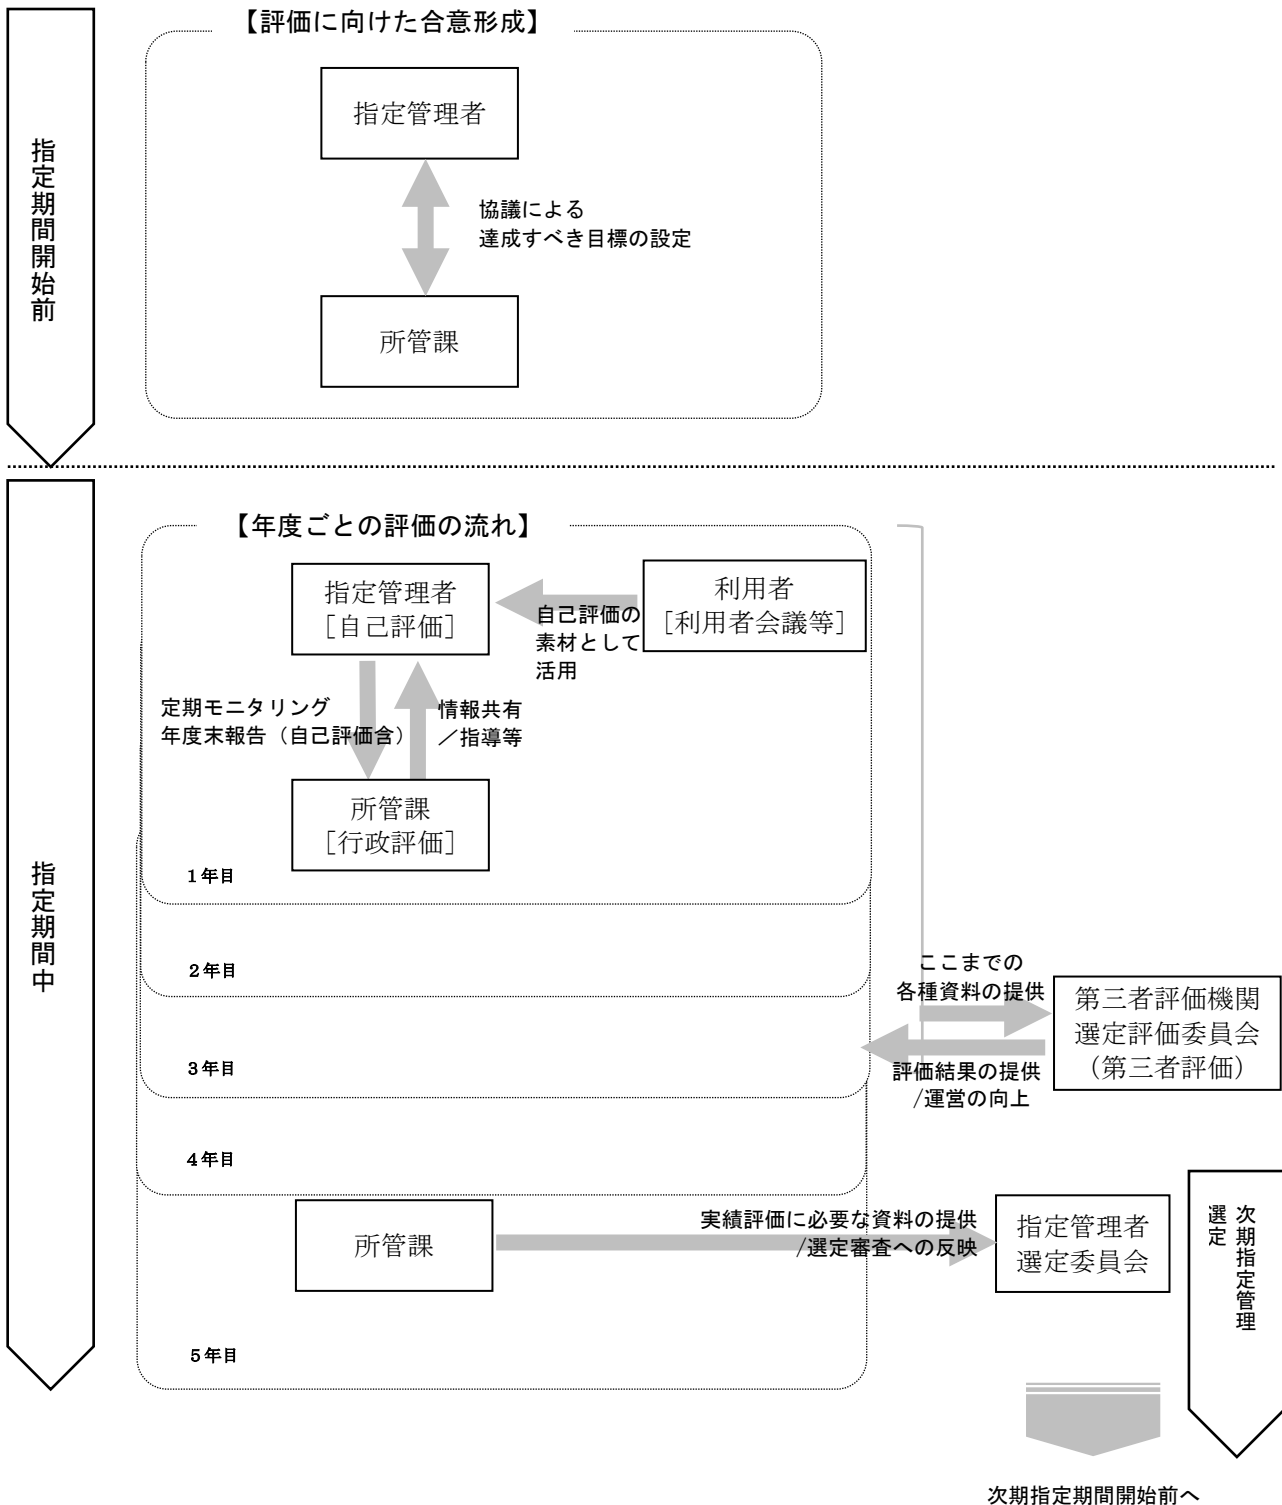 【評価に向けた合意形成】
指定期間開始前
指定管理者
協議による
達成すべき目標の設定
所管課
指定期間中
【年度ごとの評価の流れ】
指定管理者
［自己評価］
利用者
［利用者会議等］
自己評価の
素材として
活用
定期モニタリング
年度末報告（自己評価含）
情報共有
／指導等
所管課
［行政評価］
1年目
2年目
ここまでの
各種資料の提供
第三者評価機関
選定評価委員会
（第三者評価）
3年目
評価結果の提供
/運営の向上
4年目
所管課
実績評価に必要な資料の提供
/選定審査への反映
指定管理者
選定委員会
次期指定管理
選定
5年目
次期指定期間開始前へ